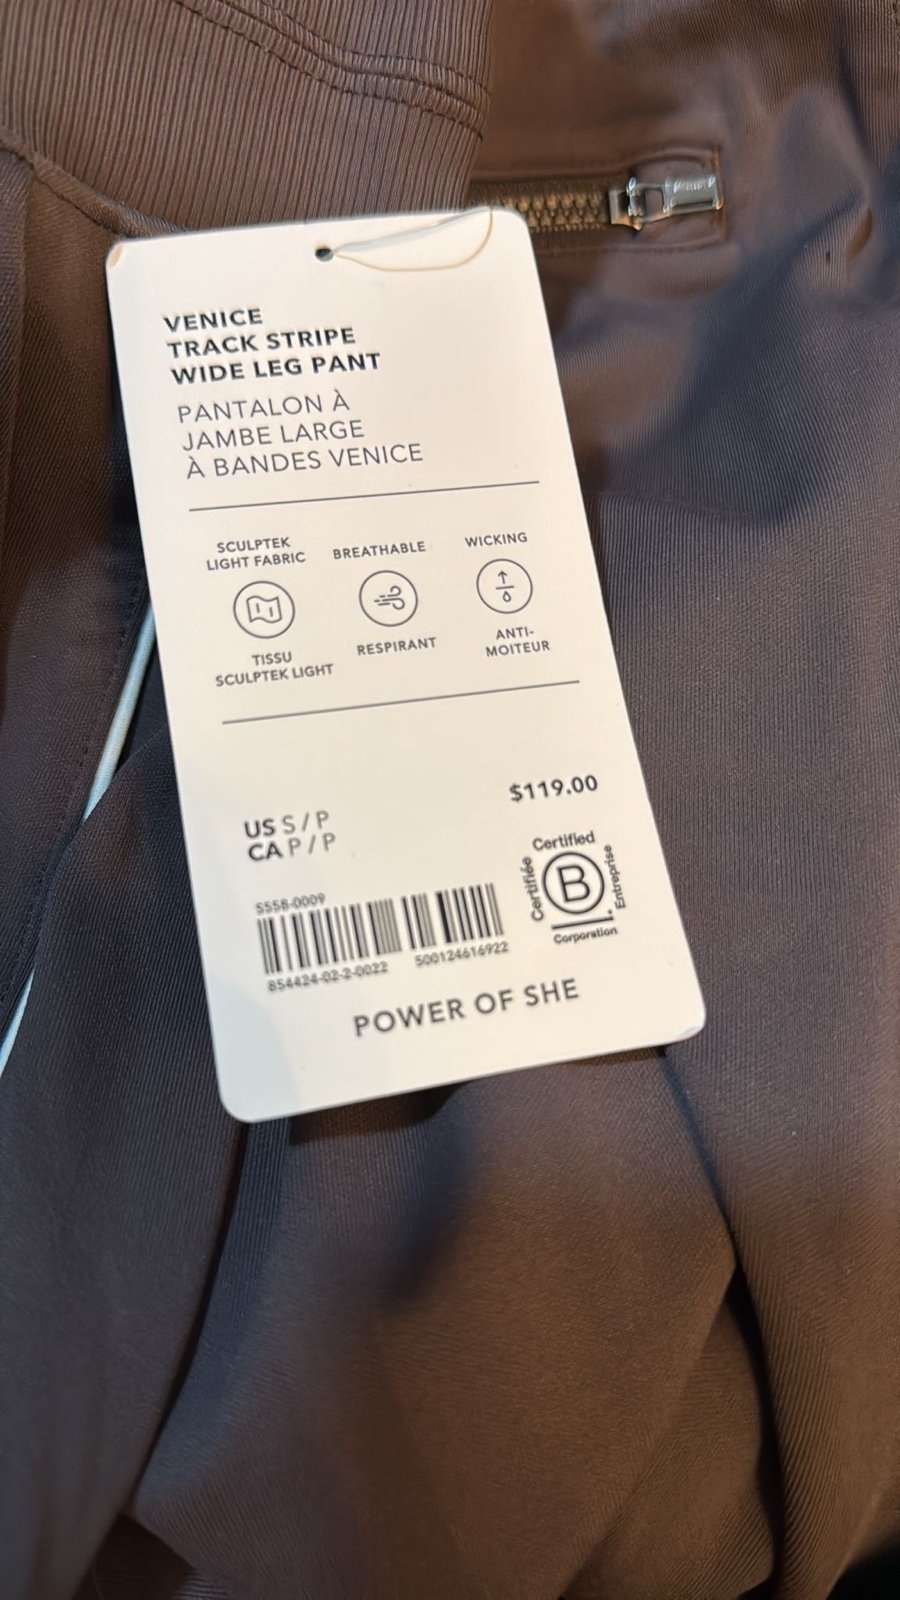 VENICE
TRACK STRIPE
WIDE LEG PANT
PANTALON À
JAMBE LARGE
À BANDES VENICE
SCULPTEK
LIGHT FABRIC
BREATHABLE
WICKING
TISSU
SCULPTEK LIGHT
RESPIRANT
ANTI-
MOITEUR
$119.00
US S / P
CA P / P
5558-0009
854424-02-2-0022 500124616922
Certified
Certifiée
B
Entreprise
Corporation
POWER OF SHE